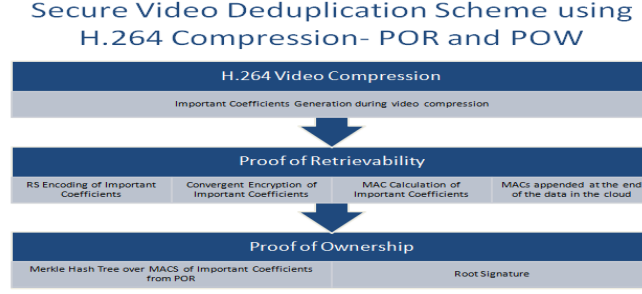 Secure Video Deduplication Scheme using
H.264 Compression- POR and POW
H.264 Video Compression
Important Coefficients Generation during video compression
Proof of Retrievability
RS Encoding of Important
Coefficients
Convergent Encryption of
Important Coefficients
MAC Calculation of
Important Coefficients
MACs appended at the end
of the data in the cloud
Proof of Ownership
Merkle Hash Tree over MACS of Important Coefficients
from POR
Root Signature